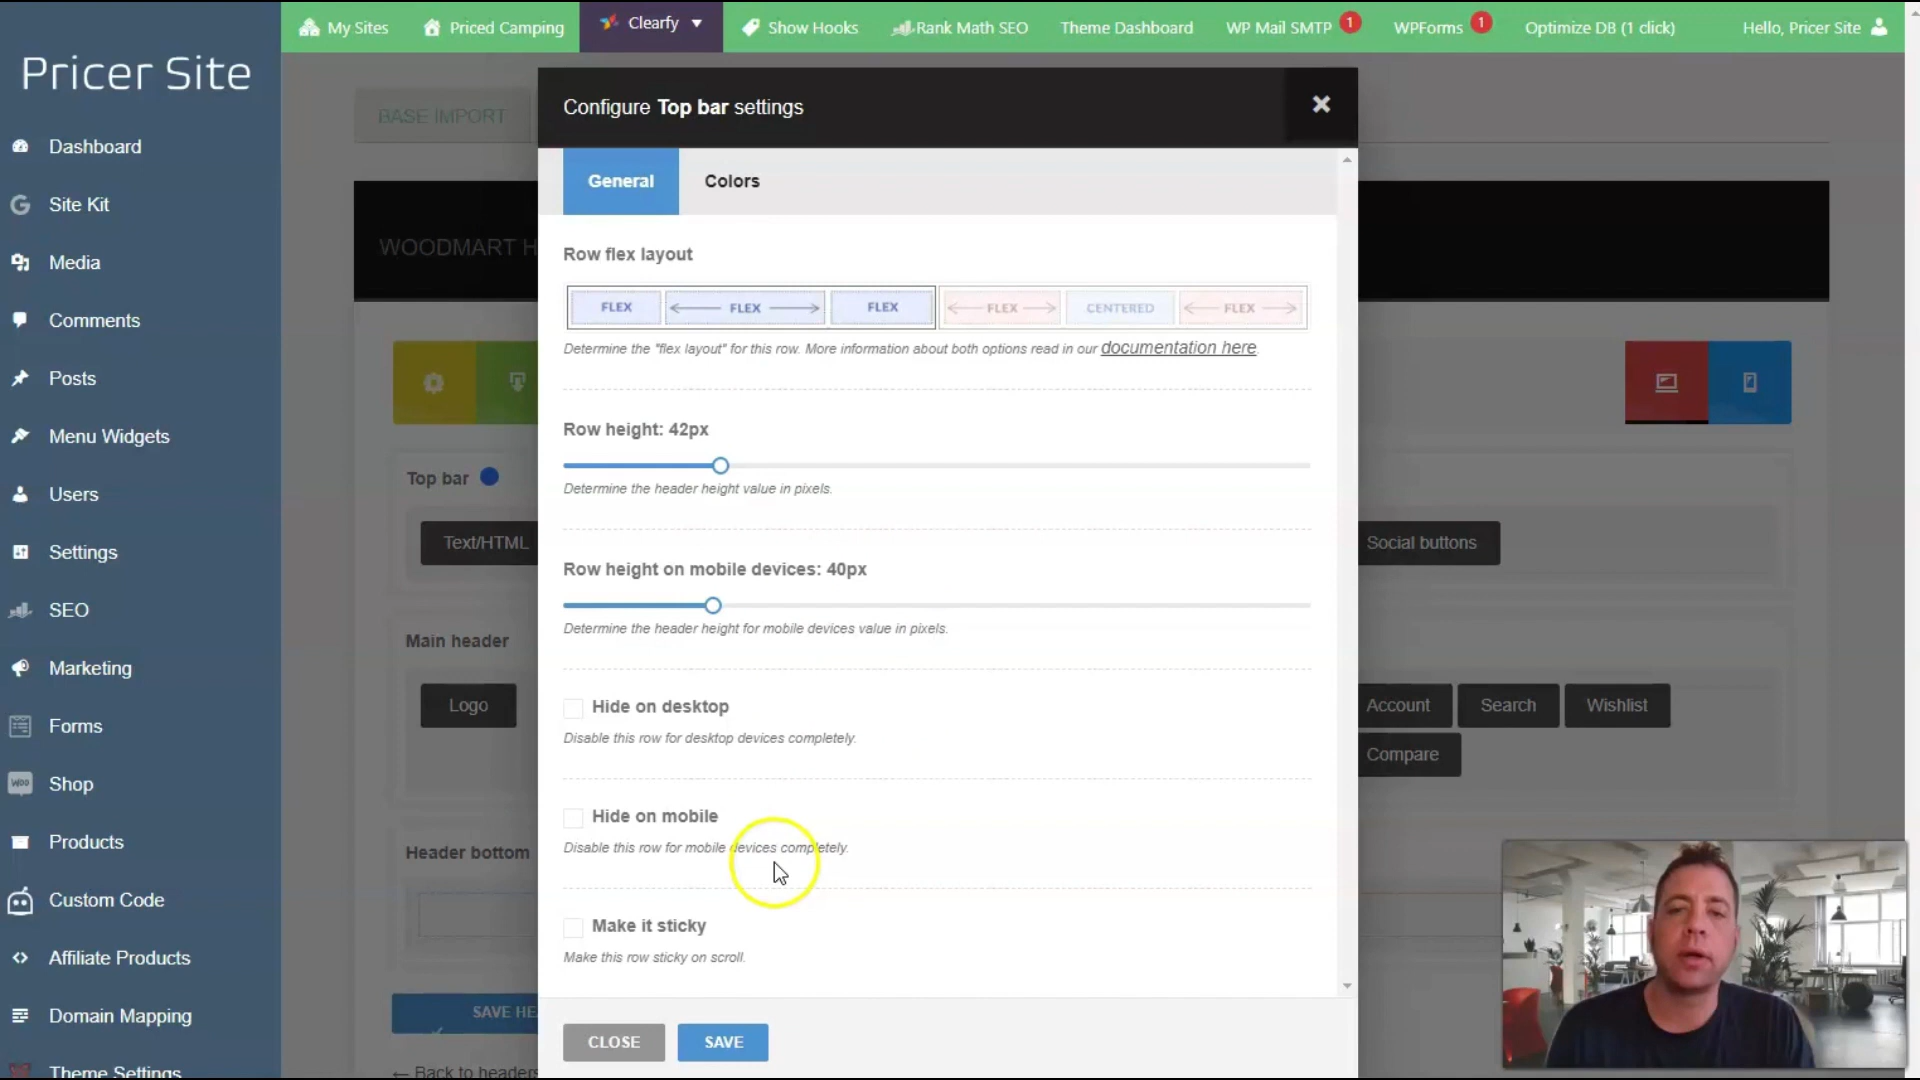 My Sites
Priced Camping
Clearfy
Show Hooks
Rank Math SEO
Theme Dashboard
WP Mail SMTP
1
WPForms
1
Optimize DB (1 click)
Hello, Pricer Site
Pricer Site
Dashboard
Site Kit
Media
Comments
Posts
Menu Widgets
Users
Settings
SEO
Marketing
Forms
Shop
Products
Custom Code
Affiliate Products
Domain Mapping
Theme Settings
BASE IMPORT
WOODMART H
Top bar
Text/HTML
Main header
Logo
Header bottom
SAVE HE
← Back to headers
Configure Top bar settings
General
Colors
Row flex layout
FLEX
FLEX
FLEX
FLEX
CENTERED
FLEX
Determine the "flex layout" for this row. More information about both options read in our documentation here.
Row height: 42px
Determine the header height value in pixels.
Row height on mobile devices: 40px
Determine the header height for mobile devices value in pixels.
Hide on desktop
Disable this row for desktop devices completely.
Hide on mobile
Disable this row for mobile devices completely.
Make it sticky
Make this row sticky on scroll.
CLOSE
SAVE
Social buttons
Account
Search
Wishlist
Compare